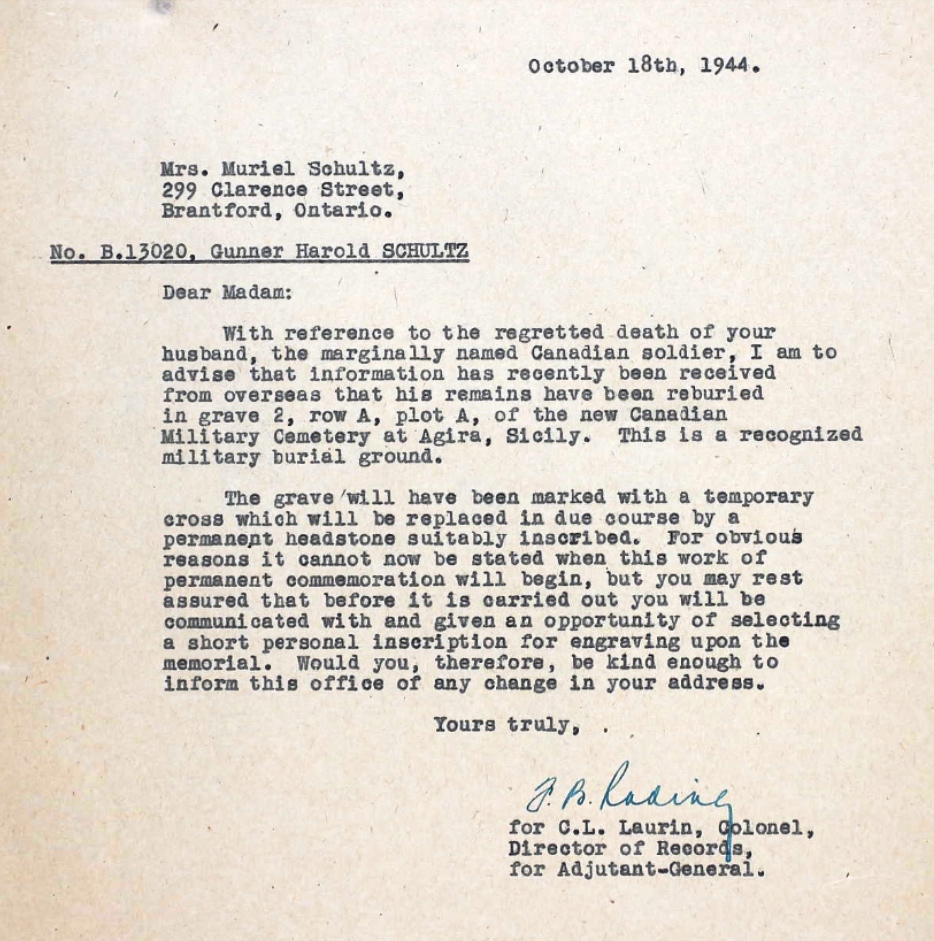 October 18th, 1944.
Mrs. Muriel Schultz,
299 Clarence Street,
Brantford, Ontario.
No. B.13020, Gunner Harold SCHULTZ
Dear Madam:
With reference to the regretted death of your
husband, the marginally named Canadian soldier, I am to
advise that information has recently been received
from overseas that his remains have been reburied
in grave 2, row A, plot A, of the new Canadian
Military Cemetery at Agira, Sicily. This is a recognized
military burial ground.
The grave will have been marked with a temporary
cross which will be replaced in due course by a
permanent headstone suitably inscribed. For obvious
reasons it cannot now be stated when this work of
permanent commemoration will begin, but you may rest
assured that before it is carried out you will be
communicated with and given an opportunity of selecting
a short personal inscription for engraving upon the
memorial. Would you, therefore, be kind enough to
inform this office of any change in your address.
Yours truly,
for C.L. Laurin, Colonel,
Director of Records,
for Adjutant-General.